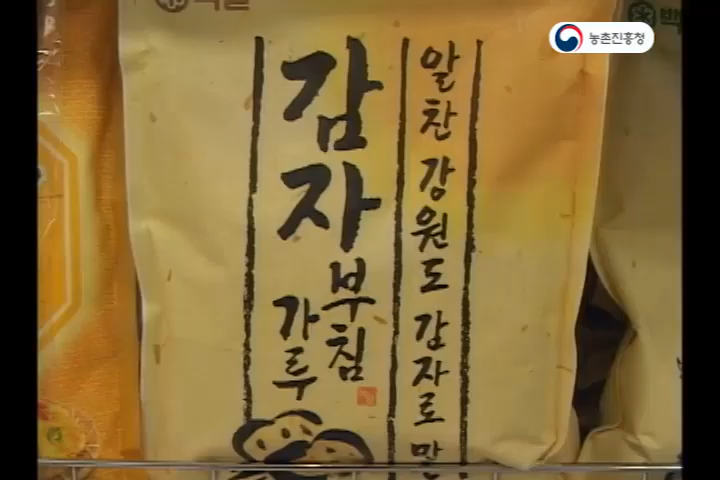 농촌진흥청
감자
부침
가루
알찬 강원도 감자로 만